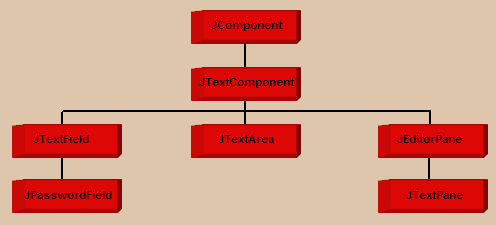 JComponent
JTextComponent
JTextField
JTextArea
JEditorPane
JPasswordField
JTextPane